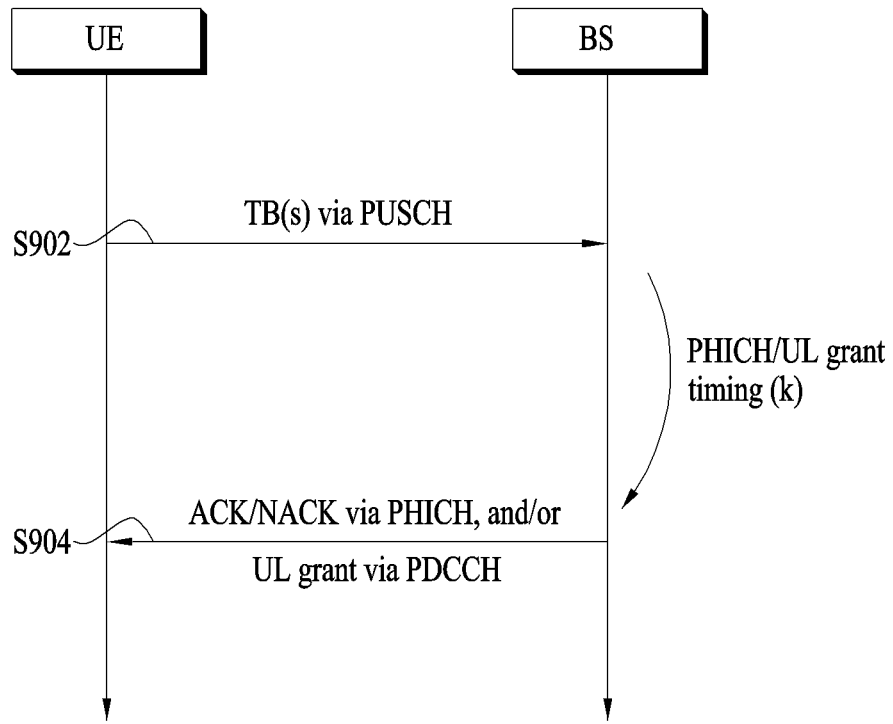 UE
BS
TB(s) via PUSCH
S902
PHICH/UL grant
timing (k)
ACK/NACK via PHICH, and/or
S904
UL grant via PDCCH